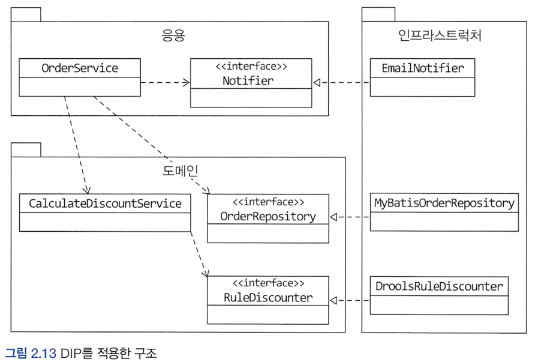 응용
인프라스트럭처
OrderService
<<interface>>
Notifier
EmailNotifier
도메인
CalculateDiscountService
<<interface>>
OrderRepository
MyBatisOrderRepository
<<interface>>
RuleDiscounter
DroolsRuleDiscounter
그림 2.13 DIP를 적용한 구조